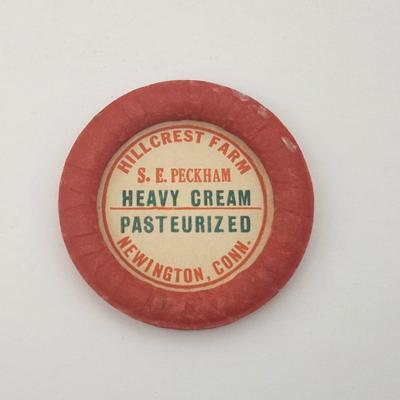 HILLCREST FARM
S. E. PECKHAM
HEAVY CREAM
PASTEURIZED
NEWINGTON, CONN.